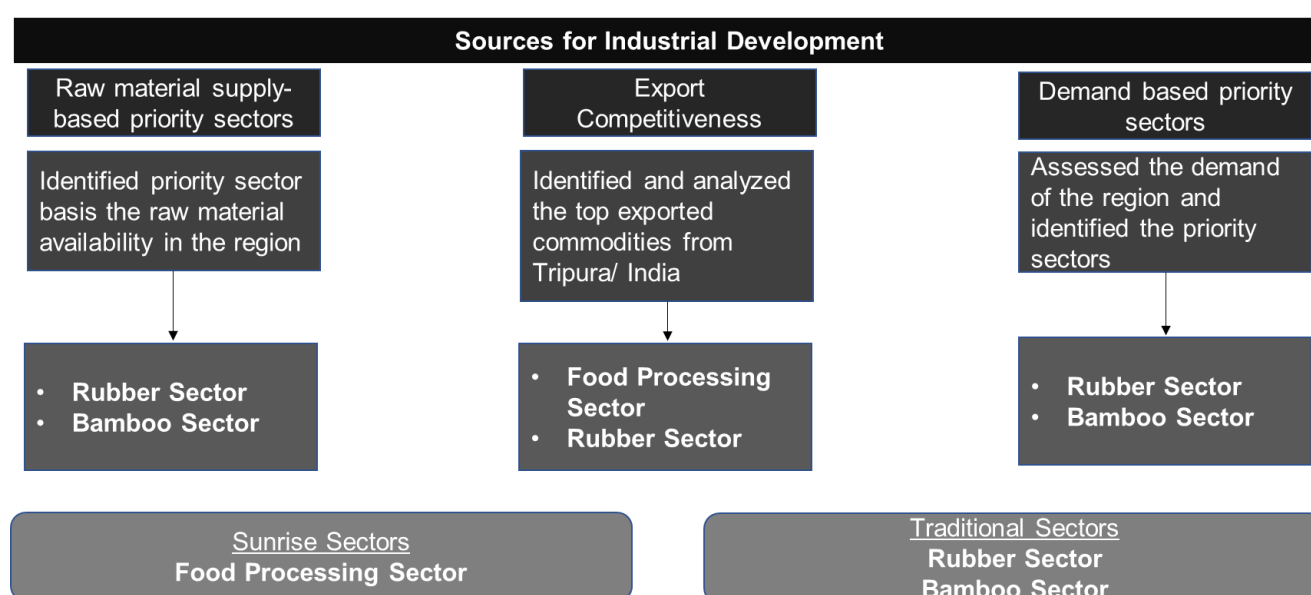 Sources for Industrial Development
Raw material supply-
based priority sectors
Identified priority sector
basis the raw material
availability in the region
• Rubber Sector
• Bamboo Sector
Export
Competitiveness
Identified and analyzed
the top exported
commodities from
Tripura/ India
• Food Processing
Sector
• Rubber Sector
Demand based priority
sectors
Assessed the demand
of the region and
identified the priority
sectors
• Rubber Sector
• Bamboo Sector
Sunrise Sectors
Food Processing Sector
Traditional Sectors
Rubber Sector
Bamboo Sector